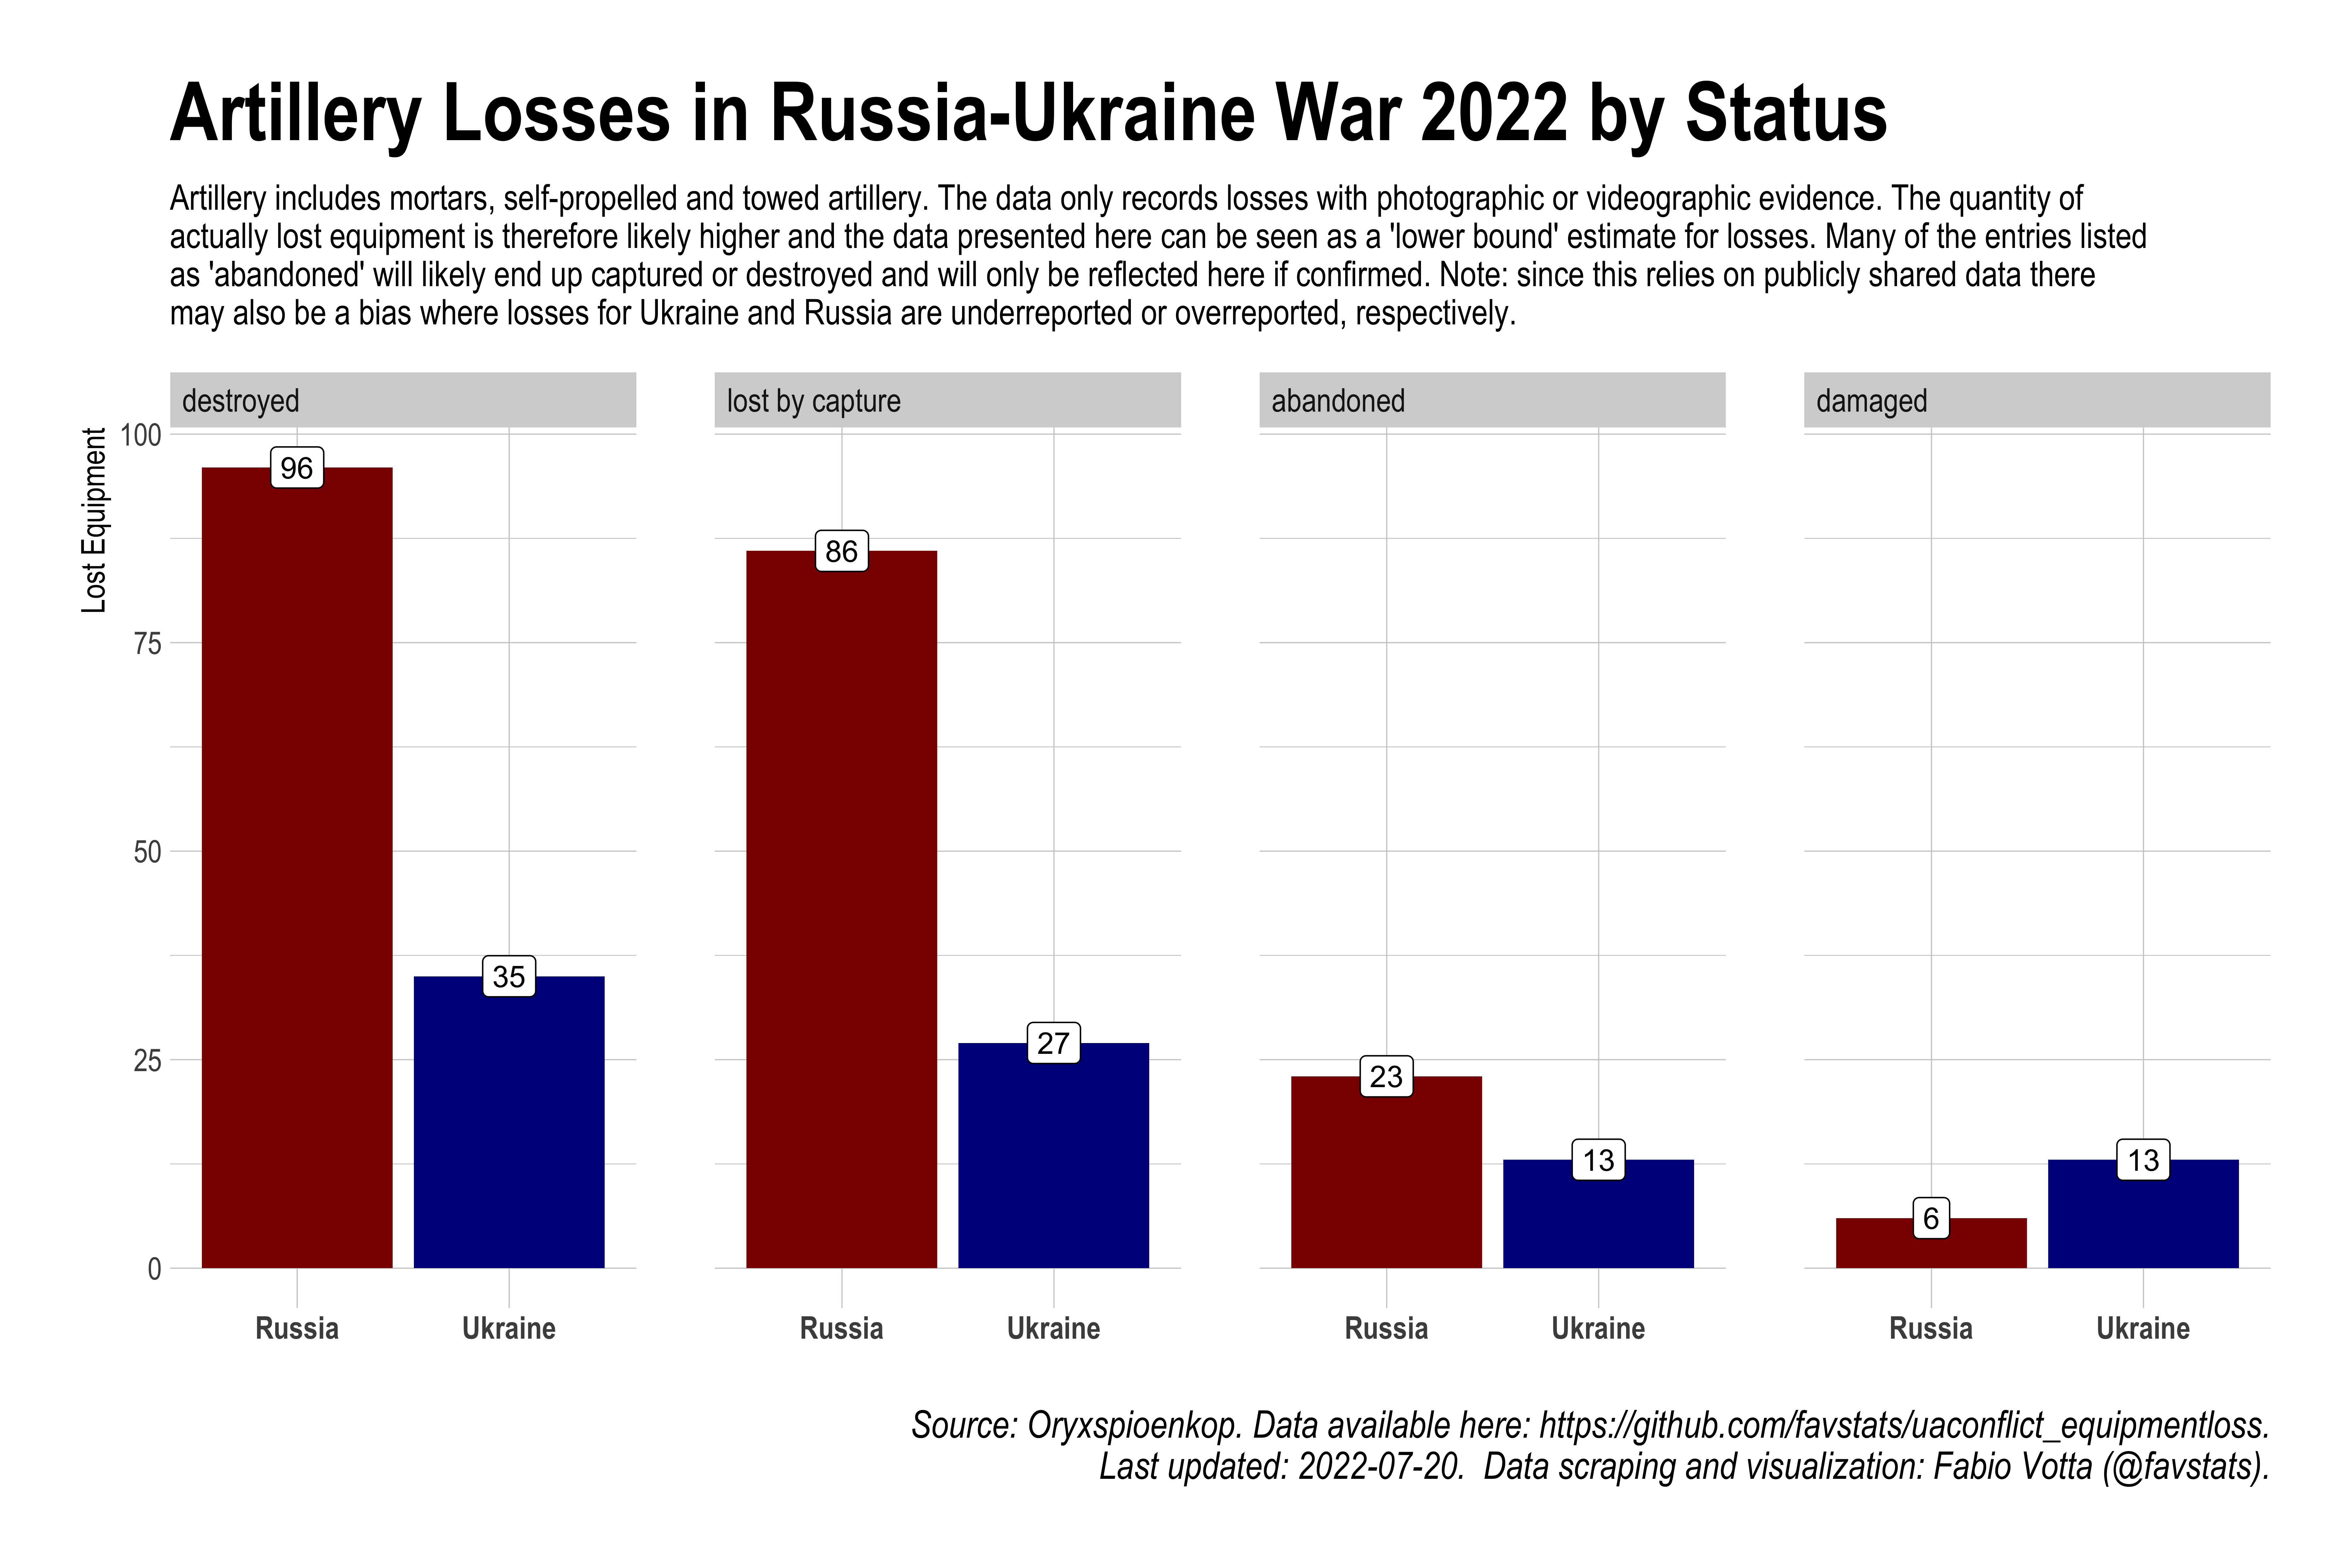 Artillery Losses in Russia-Ukraine War 2022 by Status
Artillery includes mortars, self-propelled and towed artillery. The data only records losses with photographic or videographic evidence. The quantity of
actually lost equipment is therefore likely higher and the data presented here can be seen as a 'lower bound' estimate for losses. Many of the entries listed
as 'abandoned' will likely end up captured or destroyed and will only be reflected here if confirmed. Note: since this relies on publicly shared data there
may also be a bias where losses for Ukraine and Russia are underreported or overreported, respectively.
destroyed
lost by capture
abandoned
damaged
Lost Equipment
100
75
50
25
0
96
35
86
27
23
13
6
13
Russia
Ukraine
Russia
Ukraine
Russia
Ukraine
Russia
Ukraine
Source: Oryxspioenkop. Data available here: https://github.com/favstats/uaconflict_equipmentloss.
Last updated: 2022-07-20.  Data scraping and visualization: Fabio Votta (@favstats).